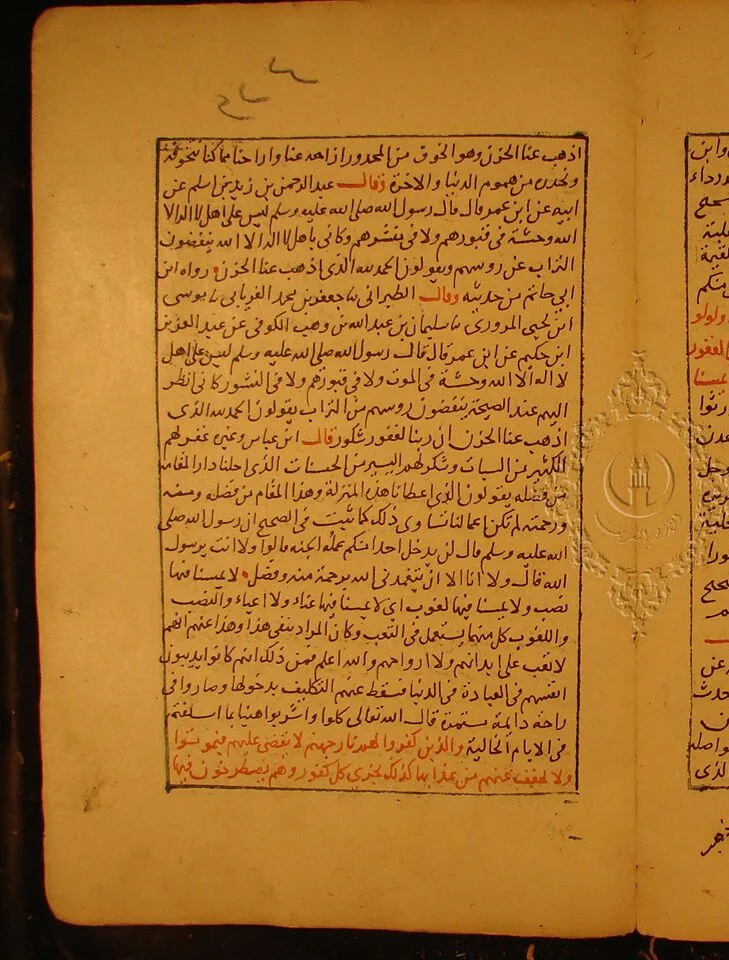 اذهب عنا الحزن وهو الخوف من المحذور ازاحه عنا واراحنا مما كنا نتخوفه
ونحذره من هموم الدنيا والاخرة وقال عبد الرحمن بن زيد بن اسلم عن
ابيه عن ابن عمر قال قال رسول الله صلى الله عليه وسلم ليس على اهل لا اله الا
الله وحشة في قبورهم ولا في منشرهم وكاني باهل لا اله الا الله ينفضون
التراب عن روسهم ويقولون الحمد لله الذي اذهب عنا الحزن رواه ابن
ابي حاتم من حديثه وقال الطبراني نا جعفر بن محمد الفريابي نا موسى
ابن يحيى المروزي نا سليمان بن عبد الله بن وهب الكوفي عن عبد العزيز
ابن حكيم عن ابن عمر قال قال رسول الله صلى الله عليه وسلم ليس على اهل
لا اله الا الله وحشة في الموت ولا في قبورهم ولا في النشور كاني انظر
اليهم عند الصيحة ينفضون روسهم من التراب يقولون الحمد لله الذي
اذهب عنا الحزن ان ربنا لغفور شكور قال ابن عباس وغيره غفر لهم
الكثير من السيات وشكر لهم اليسير من الحسنات الذي احلنا دار المقامة
من فضله يقولون الذي اعطانا هذه المنزلة وهذا المقام من فضله ومنه
ورحمته لم تكن اعمالنا تساوي ذلك كما ثبت في الصحيح ان رسول الله صلى
الله عليه وسلم قال لن يدخل احدا منكم عمله الجنة قالوا ولا انت يرسول
الله قال ولا انا الا ان يتغمدني الله برحمة منه وفضل لا يمسنا فيها
نصب ولا يمسنا فيها لغوب اي لا يمسنا فيها عناء ولا اعياء والنصب
واللغوب كل منهما يستعمل في التعب وكان المراد بنفي هذا وهذا عنهم انهم
لا تعب على ابدانهم ولا ارواحهم والله اعلم فمن ذلك انهم كانوا يديبون
انفسهم في العبادة في الدنيا فسقط عنهم التكليف بدخولها وصاروا في
راحة دايمة مستمرة قال الله تعالى كلوا واشربوا هنيا بما اسلفتم
في الايام الخالية والذين كفروا لهم نار جهنم لا يقضى عليهم فيموتوا
ولا يخفف عنهم من عذابها كذلك نجزي كل كفور وهم يصطرخون فيها